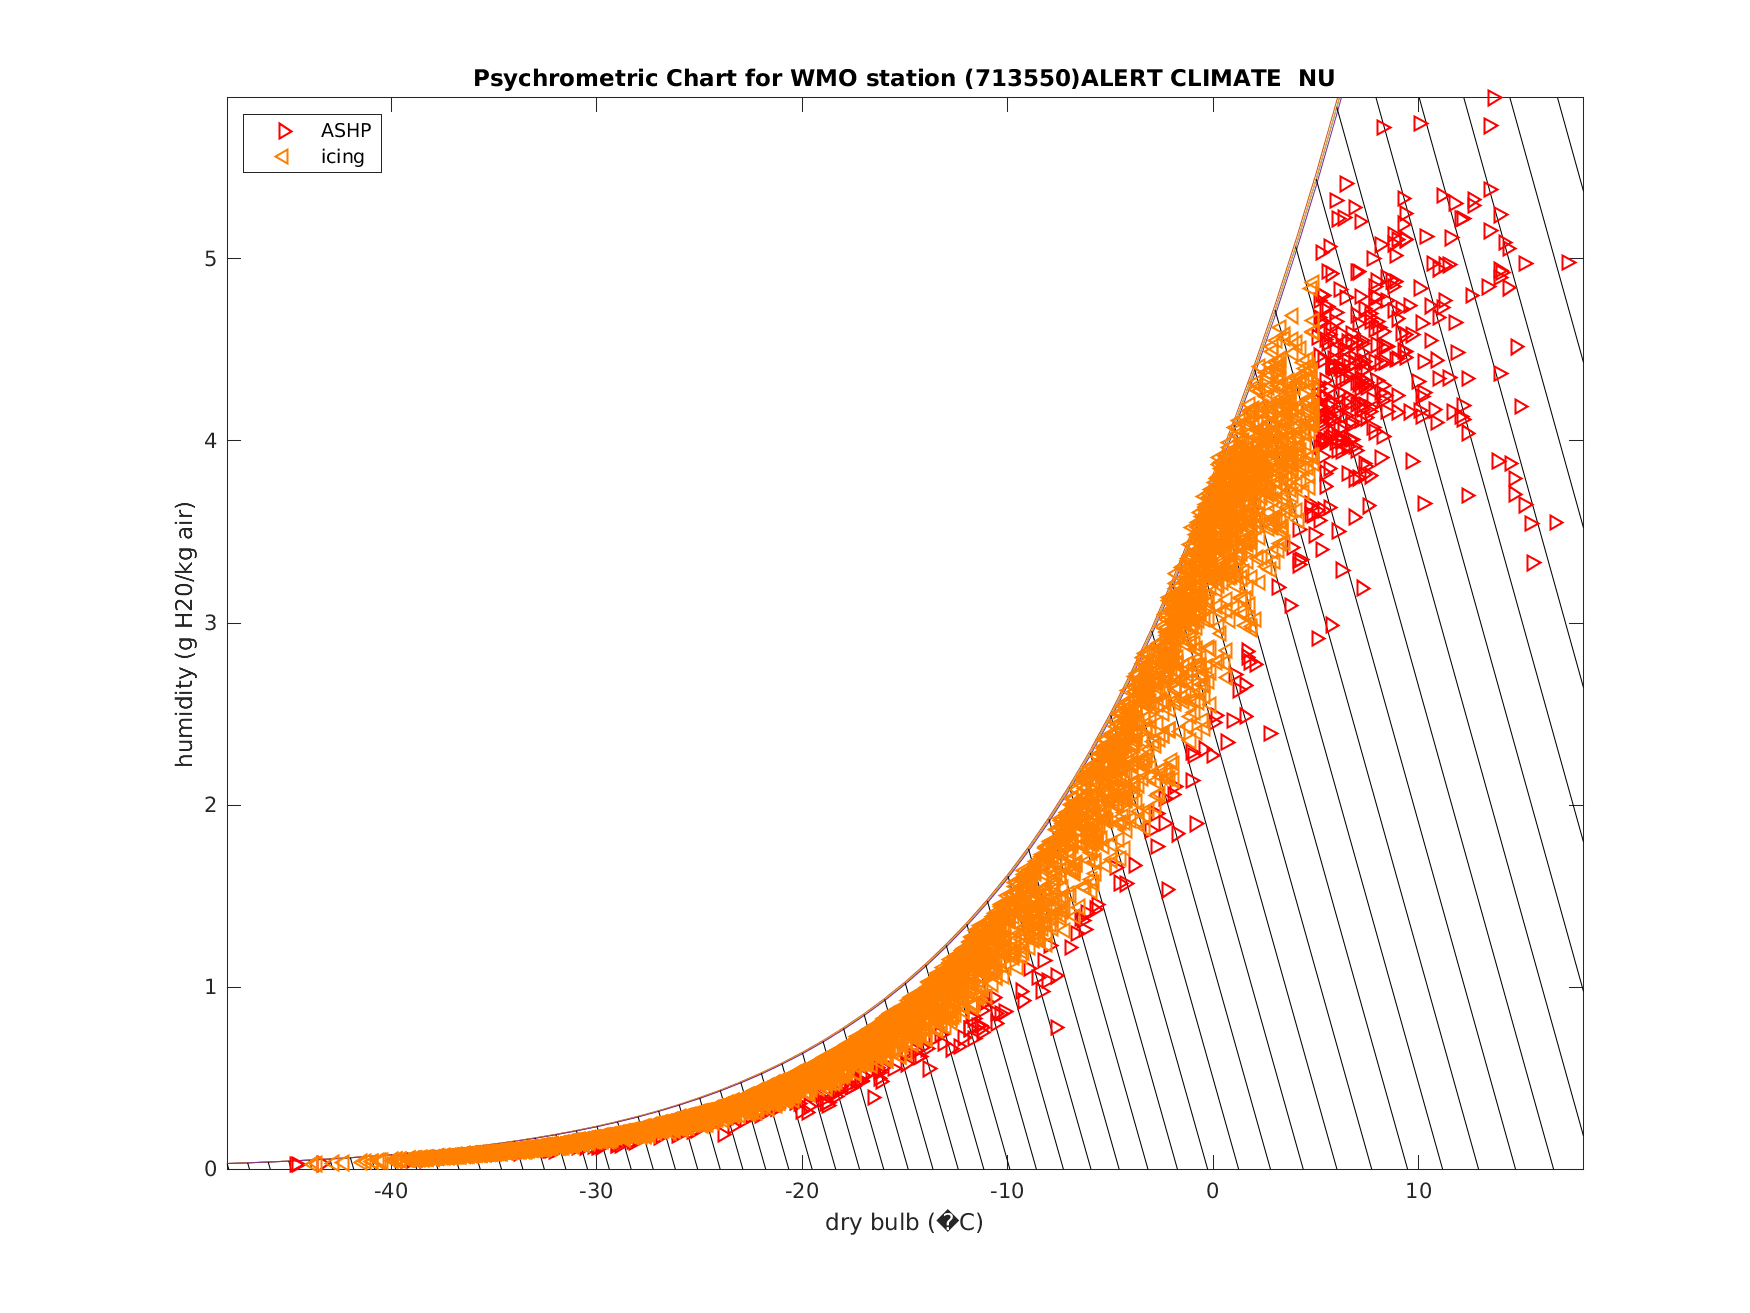 Psychrometric Chart for WMO station (713550)ALERT CLIMATE  NU
ASHP
icing
humidity (g H20/kg air)
5
4
3
2
1
0
-40 -30 -20 -10 0 10
dry bulb (�C)